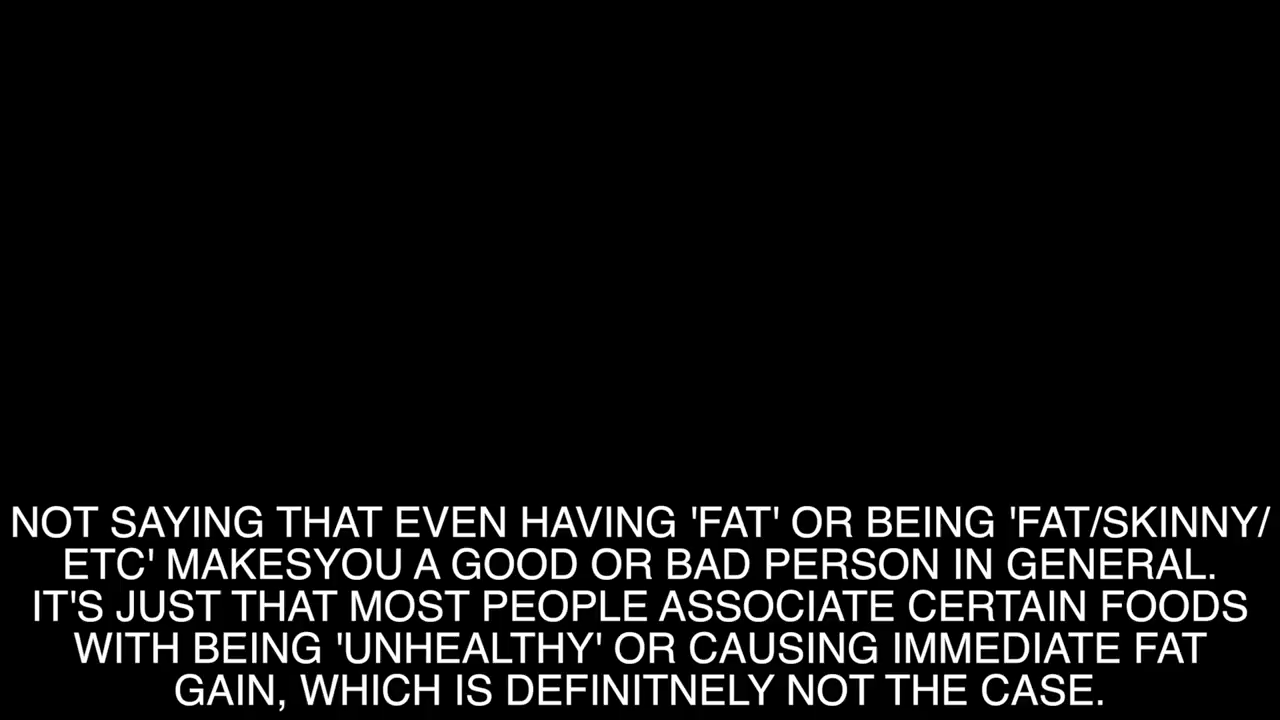 NOT SAYING THAT EVEN HAVING 'FAT' OR BEING 'FAT/SKINNY/
ETC' MAKESYOU A GOOD OR BAD PERSON IN GENERAL.
IT'S JUST THAT MOST PEOPLE ASSOCIATE CERTAIN FOODS
WITH BEING 'UNHEALTHY' OR CAUSING IMMEDIATE FAT
GAIN, WHICH IS DEFINITNELY NOT THE CASE.